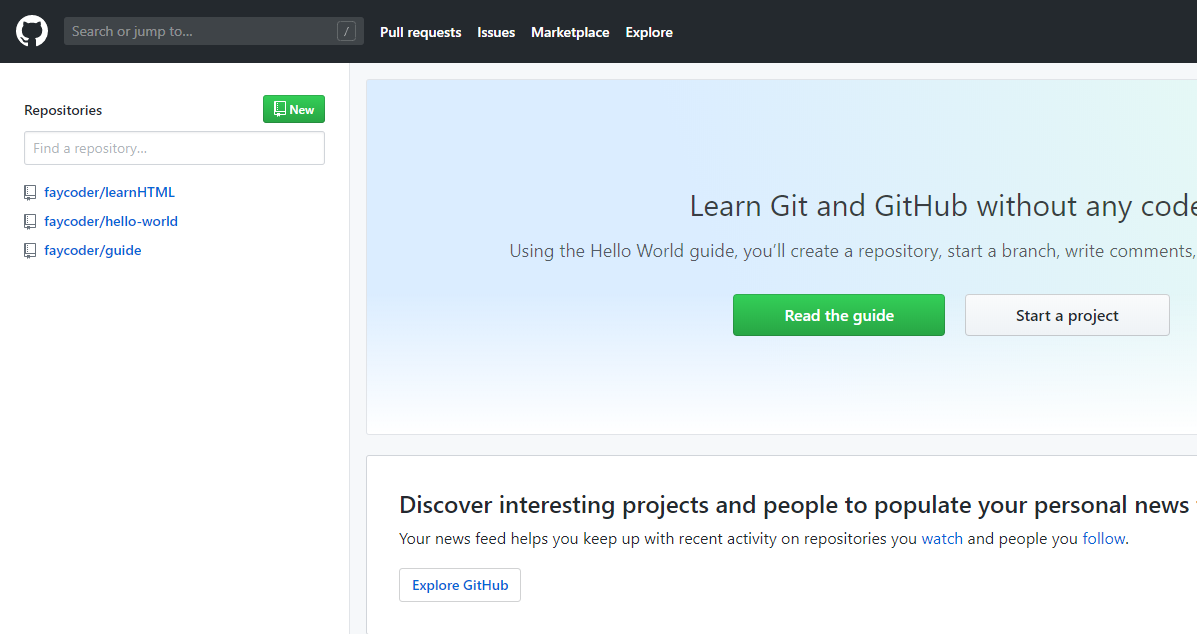 Search or jump to...
/
Pull requests Issues Marketplace Explore
Repositories
New
Find a repository...
faycoder/learnHTML
faycoder/hello-world
faycoder/guide
Learn Git and GitHub without any code
Using the Hello World guide, you’ll create a repository, start a branch, write comments,
Read the guide
Start a project
Discover interesting projects and people to populate your personal news
Your news feed helps you keep up with recent activity on repositories you watch and people you follow.
Explore GitHub